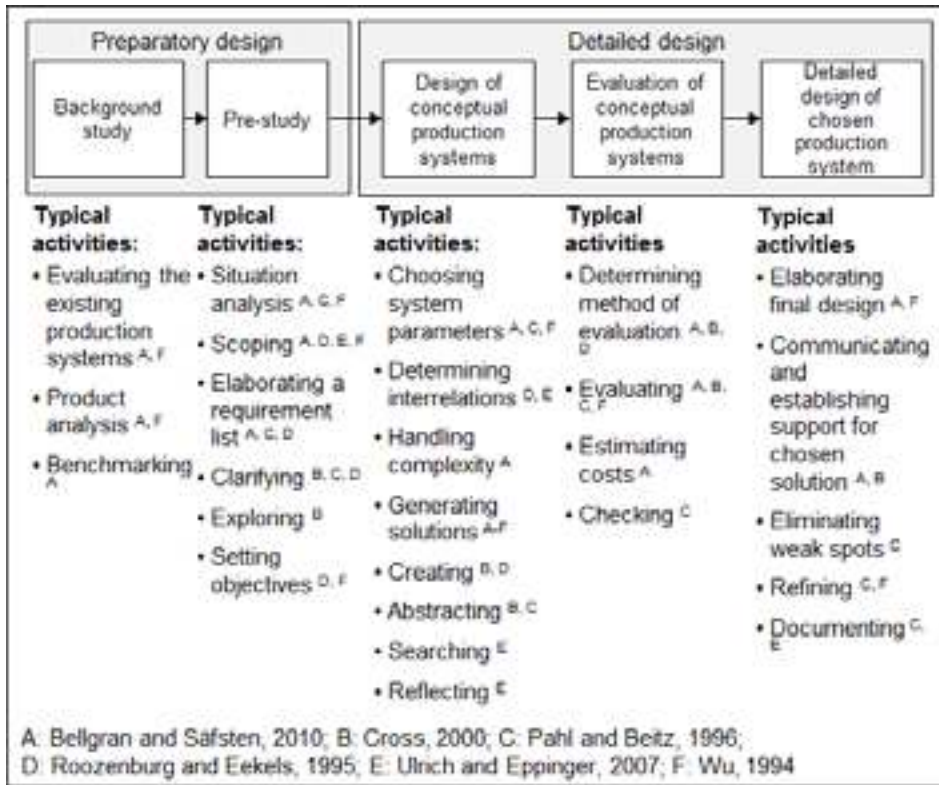 Preparatory design
Detailed design
Background
study
Pre-study
Design of
conceptual
production
systems
Evaluation of
conceptual
production
systems
Detailed
design of
chosen
production
system
Typical
activities:
• Evaluating the
existing
production
systems A, F
• Product
analysis A, F
• Benchmarking
A
Typical
activities:
• Situation
analysis A, C, F
• Scoping A, D, E, F
• Elaborating a
requirement
list A, C, D
• Clarifying B, C, D
• Exploring B
• Setting
objectives D, F
Typical
activities:
• Choosing
system
parameters A, C, F
• Determining
interrelations D, E
• Handling
complexity A
• Generating
solutions A-F
• Creating B, D
• Abstracting B, C
• Searching E
• Reflecting E
Typical
activities
• Determining
method of
evaluation A, B,
D
• Evaluating A, B,
C, F
• Estimating
costs A
• Checking C
Typical
activities
• Elaborating
final design A, F
• Communicating
and
establishing
support for
chosen
solution A, B
• Eliminating
weak spots C
• Refining C, F
• Documenting C,
E
A: Bellgran and Säfsten, 2010; B: Cross, 2000; C: Pahl and Beitz, 1996;
D: Roozenburg and Eekels, 1995; E: Ulrich and Eppinger, 2007; F: Wu, 1994